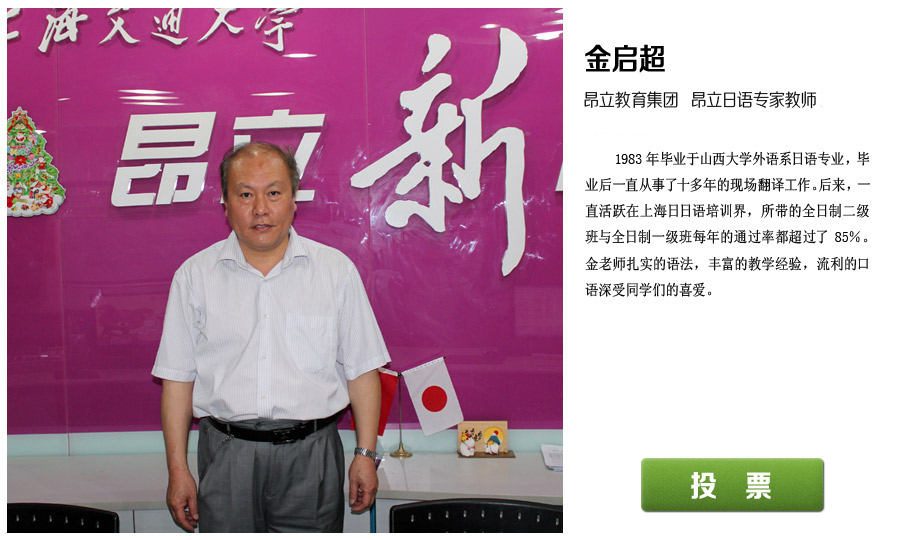 上海交通大学
昂立 新
金启超
昂立教育集团 昂立日语专家教师
1983 年毕业于山西大学外语系日语专业，毕
业后一直从事了十多年的现场翻译工作。后来，一
直活跃在上海日日语培训界，所带的全日制二级
班与全日制一级班每年的通过率都超过了 85%。
金老师扎实的语法，丰富的教学经验，流利的口
语深受同学们的喜爱。
投 票